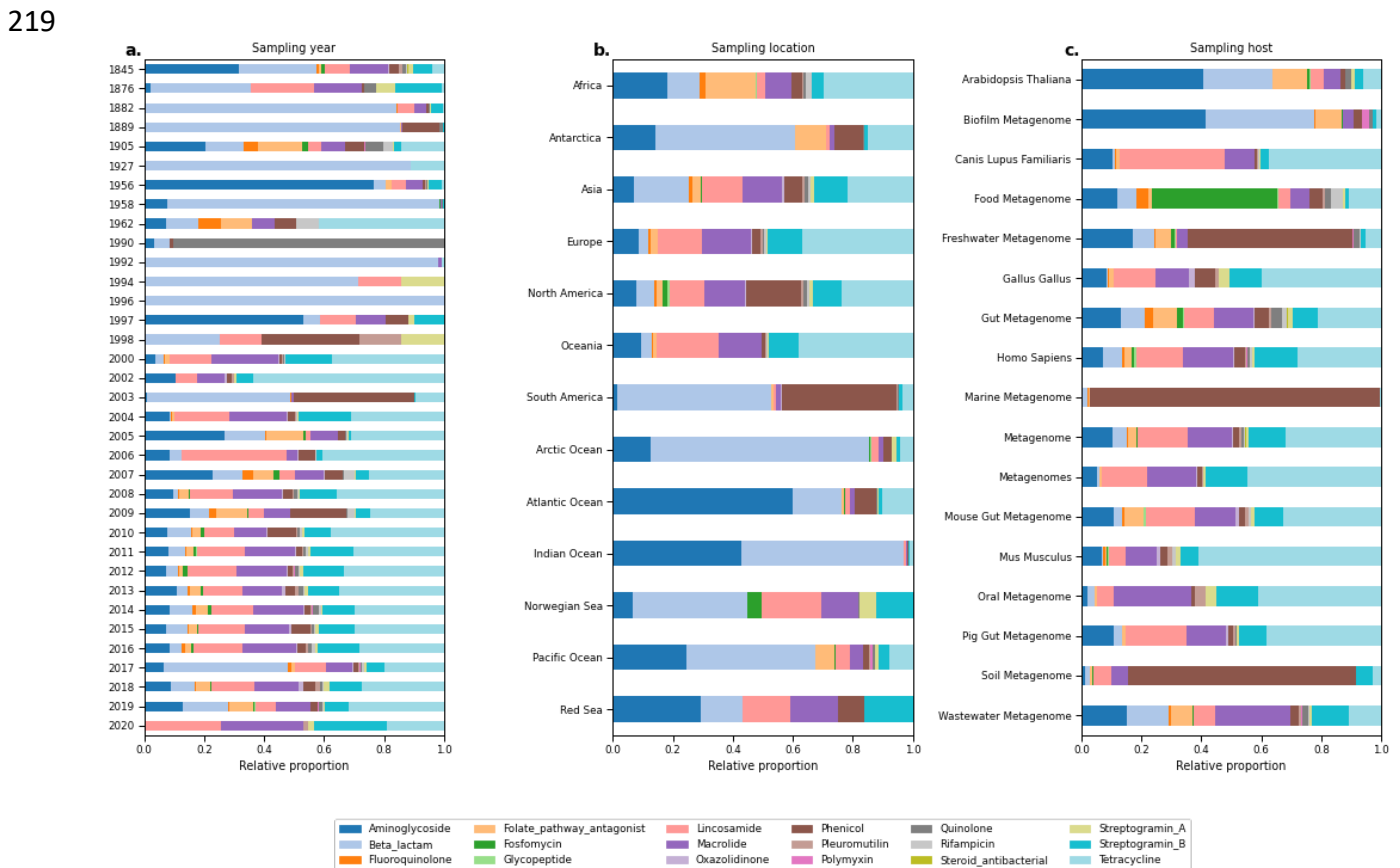 219
a. Sampling year
b. Sampling location
c. Sampling host
1845
1876
1882
1889
1905
1927
1956
1958
1962
1990
1992
1994
1996
1997
1998
2000
2002
2003
2004
2005
2006
2007
2008
2009
2010
2011
2012
2013
2014
2015
2016
2017
2018
2019
2020
0.0 0.2 0.4 0.6 0.8 1.0
Relative proportion
Africa
Antarctica
Asia
Europe
North America
Oceania
South America
Arctic Ocean
Atlantic Ocean
Indian Ocean
Norwegian Sea
Pacific Ocean
Red Sea
0.0 0.2 0.4 0.6 0.8 1.0
Relative proportion
Arabidopsis Thaliana
Biofilm Metagenome
Canis Lupus Familiaris
Food Metagenome
Freshwater Metagenome
Gallus Gallus
Gut Metagenome
Homo Sapiens
Marine Metagenome
Metagenome
Metagenomes
Mouse Gut Metagenome
Mus Musculus
Oral Metagenome
Pig Gut Metagenome
Soil Metagenome
Wastewater Metagenome
0.0 0.2 0.4 0.6 0.8 1.0
Relative proportion
Aminoglycoside Folate_pathway_antagonist Lincosamide Phenicol Quinolone Streptogramin_A
Beta_lactam Fosfomycin Macrolide Pleuromutilin Rifampicin Streptogramin_B
Fluoroquinolone Glycopeptide Oxazolidinone Polymyxin Steroid_antibacterial Tetracycline